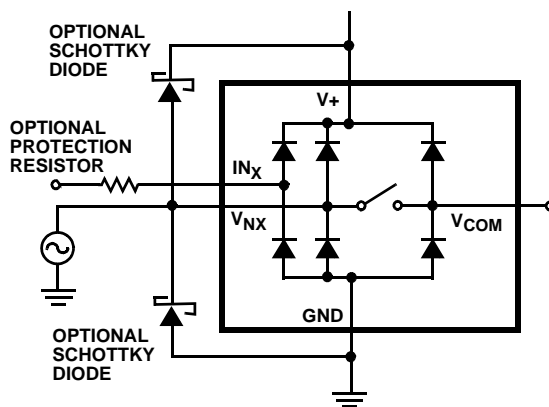 OPTIONAL
SCHOTTKY
DIODE
OPTIONAL
PROTECTION
RESISTOR
V+
INX
VNX
VCOM
GND
OPTIONAL
SCHOTTKY
DIODE